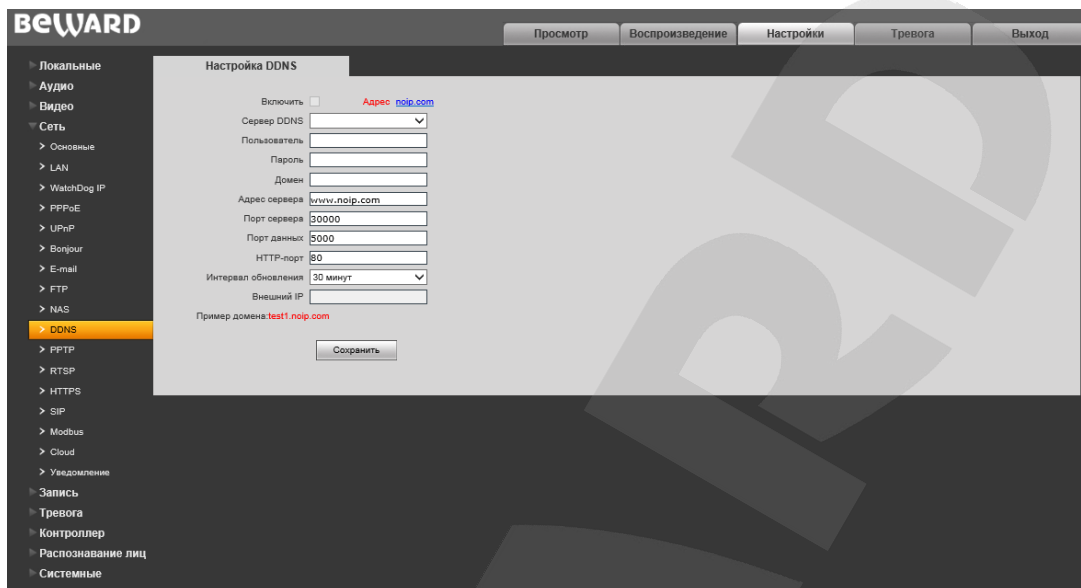 BEWARD
Просмотр Воспроизведение Настройки Тревога Выход
Локальные
Аудио
Видео
Сеть
Основные
LAN
WatchDog IP
PPPoE
UPnP
Bonjour
E-mail
FTP
NAS
DDNS
PPTP
RTSP
HTTPS
SIP
Modbus
Cloud
Уведомление
Запись
Тревога
Контроллер
Распознавание лиц
Системные
Настройка DDNS
Включить Адрес noip.com
Сервер DDNS
Пользователь
Пароль
Домен
Адрес сервера www.noip.com
Порт сервера 30000
Порт данных 5000
HTTP-порт 80
Интервал обновления 30 минут
Внешний IP
Пример домена:test1.noip.com
Сохранить